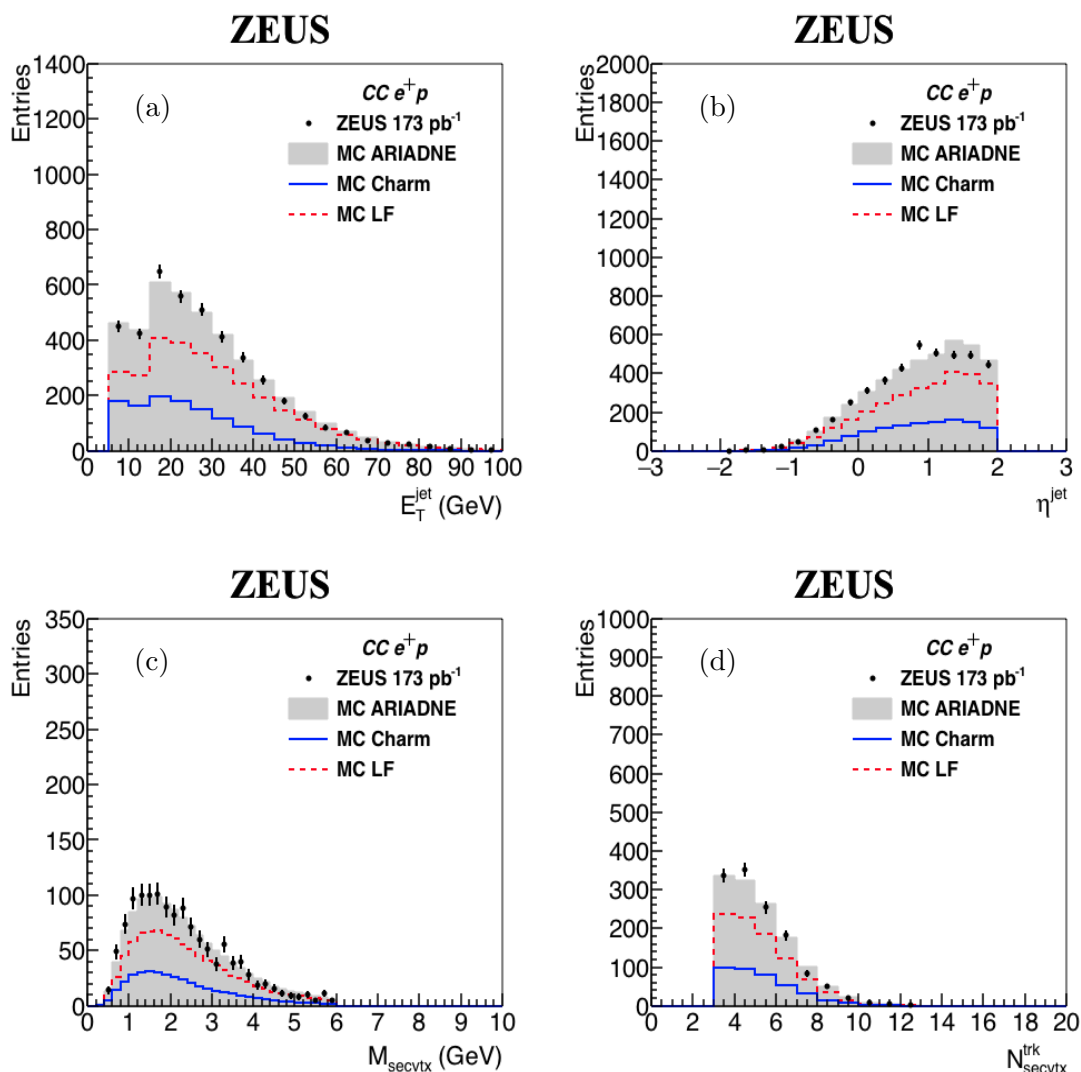 ZEUS
Entries
1400
1200
1000
800
600
400
200
0
(a)
CC e⁺p
ZEUS 173 pb⁻¹
MC ARIADNE
MC Charm
MC LF
0 10 20 30 40 50 60 70 80 90 100
E_T^jet (GeV)
ZEUS
Entries
2000
1800
1600
1400
1200
1000
800
600
400
200
0
(b)
CC e⁺p
ZEUS 173 pb⁻¹
MC ARIADNE
MC Charm
MC LF
−3 −2 −1 0 1 2 3
η^jet
ZEUS
Entries
350
300
250
200
150
100
50
0
(c)
CC e⁺p
ZEUS 173 pb⁻¹
MC ARIADNE
MC Charm
MC LF
0 1 2 3 4 5 6 7 8 9 10
M_secvtx (GeV)
ZEUS
Entries
1000
900
800
700
600
500
400
300
200
100
0
(d)
CC e⁺p
ZEUS 173 pb⁻¹
MC ARIADNE
MC Charm
MC LF
0 2 4 6 8 10 12 14 16 18 20
N_secvtx^trk